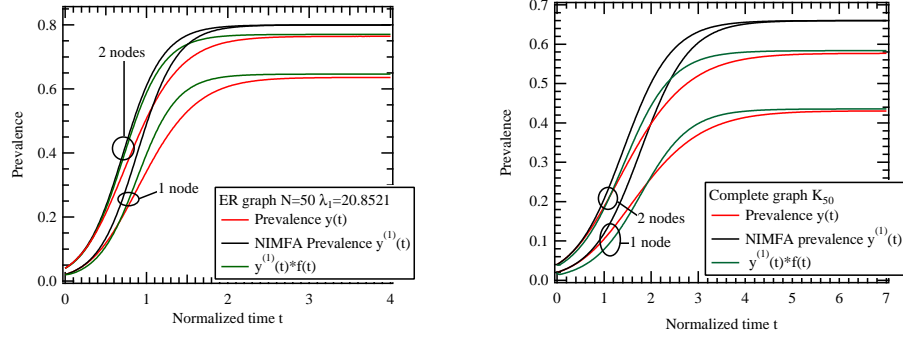 0.8
0.6
0.4
0.2
0.0
Prevalence
2 nodes
1 node
ER graph N=50 λ1=20.8521
Prevalence y(t)
NIMFA Prevalence y(1)(t)
y(1)(t)*f(t)
0 1 2 3 4
Normalized time t
0.7
0.6
0.5
0.4
0.3
0.2
0.1
0.0
Prevalence
2 nodes
1 node
Complete graph K50
Prevalence y(t)
NIMFA Prevalence y(1)(t)
y(1)(t)*f(t)
0 1 2 3 4 5 6 7
Normalized time t